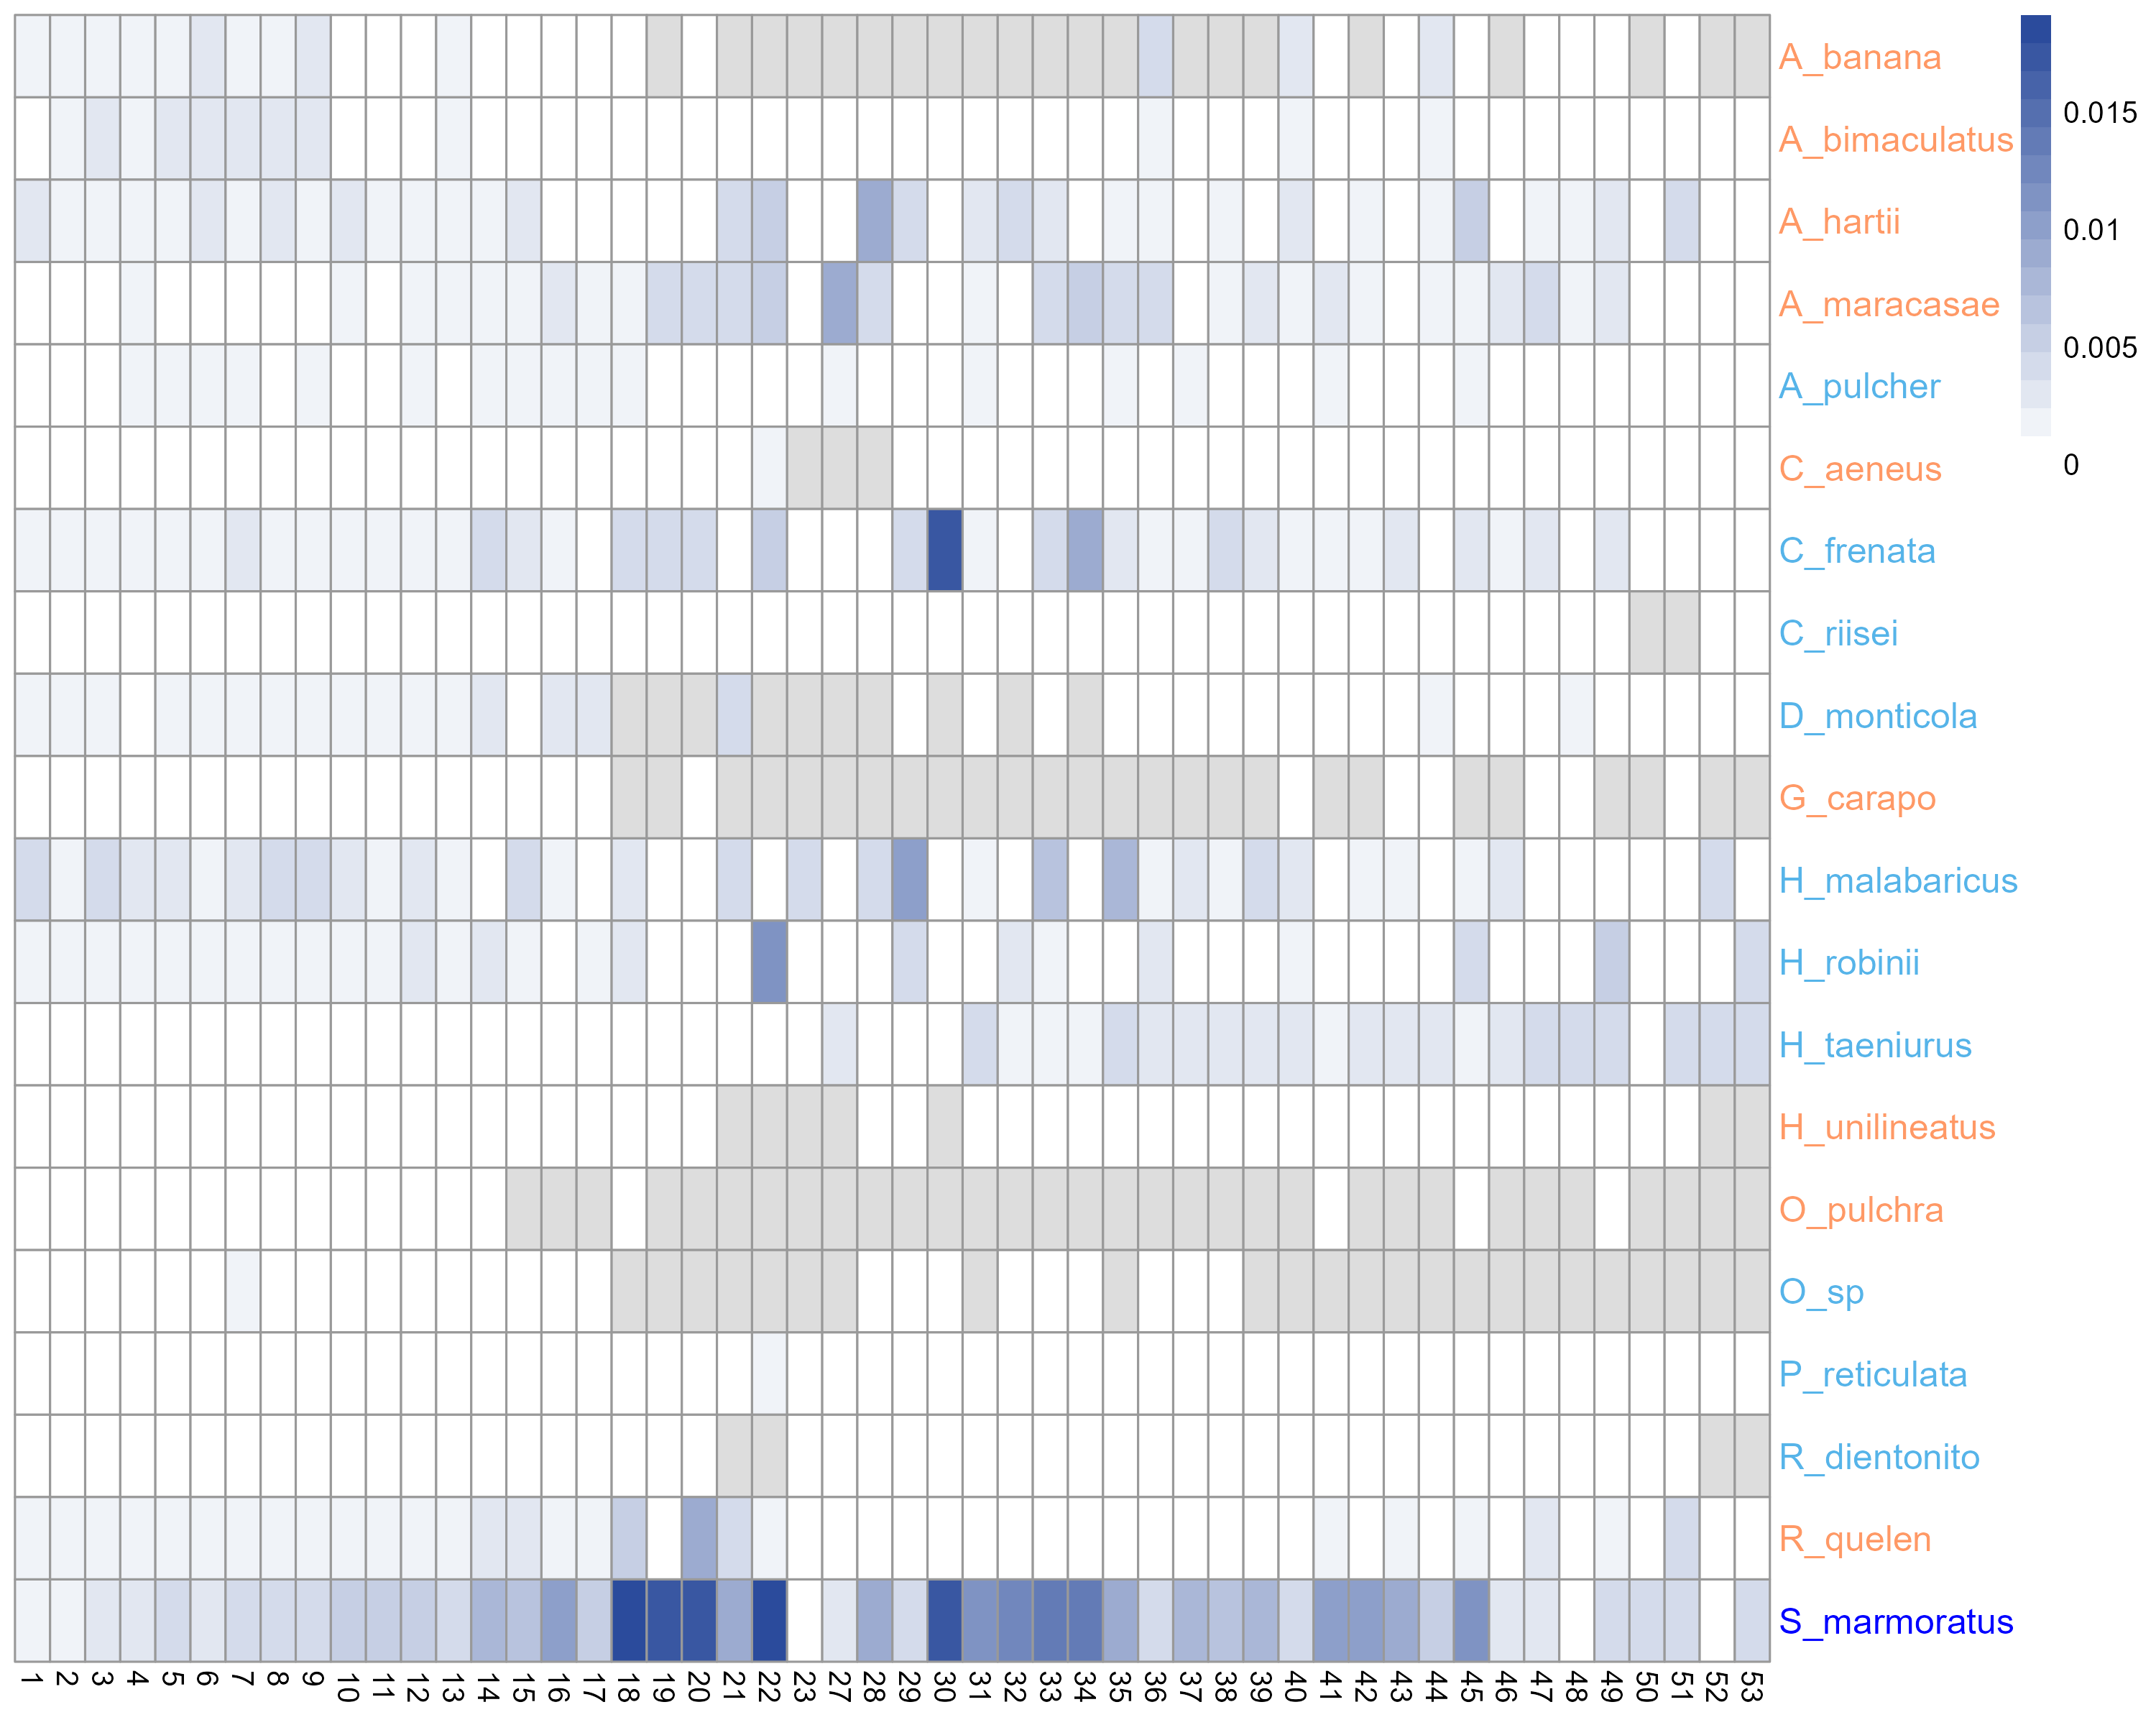 A_banana
A_bimaculatus
A_hartii
A_maracasae
A_pulcher
C_aeneus
C_frenata
C_riisei
D_monticola
G_carapo
H_malabaricus
H_robinii
H_taeniurus
H_unilineatus
O_pulchra
O_sp
P_reticulata
R_dientonito
R_quelen
S_marmoratus
0.015
0.01
0.005
0
1 2 3 4 5 6 7 8 9 10 11 12 13 14 15 16 17 18 19 20 21 22 23 27 28 29 30 31 32 33 34 35 36 37 38 39 40 41 42 43 44 45 46 47 48 49 50 51 52 53